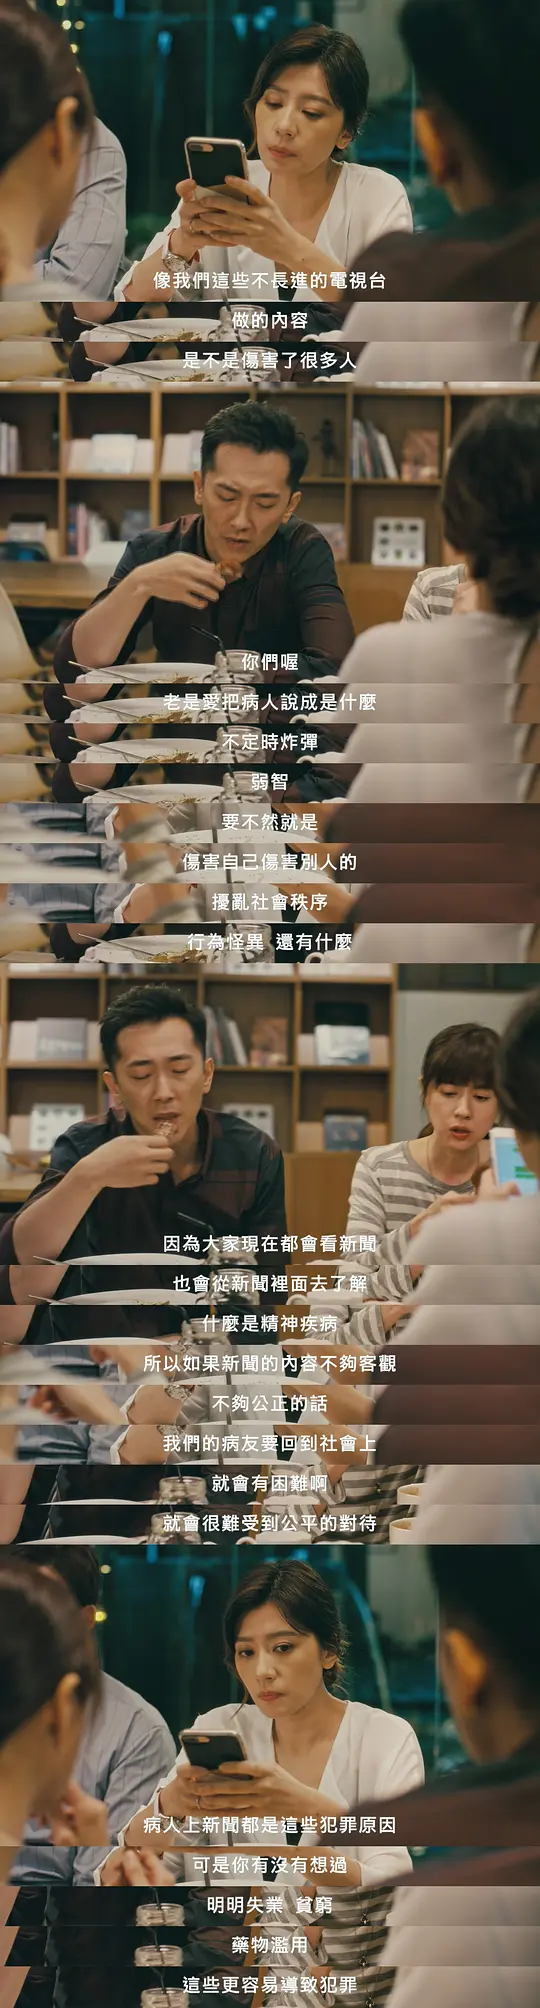 像我們這些不長進的電視台
做的內容
是不是傷害了很多人
你們喔
老是愛把病人說成是什麼
不定時炸彈
弱智
要不然就是
傷害自己傷害別人的
擾亂社會秩序
行為怪異 還有什麼
因為大家現在都會看新聞
也會從新聞裡面去了解
什麼是精神疾病
所以如果新聞的內容不夠客觀
不夠公正的話
我們的病友要回到社會上
就會有困難啊
就會很難受到公平的對待
病人上新聞都是這些犯罪原因
可是你有沒有想過
明明失業 貧窮
藥物濫用
這些更容易導致犯罪